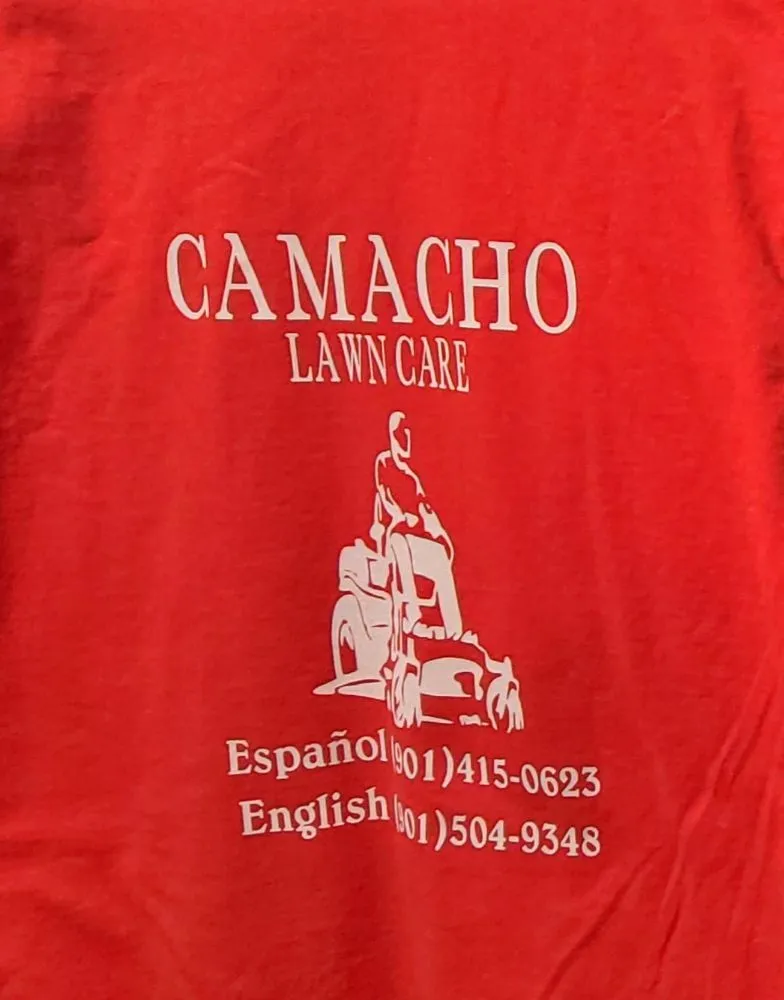 CAMACHO
LAWN CARE
Español (901)415-0623
English (901)504-9348